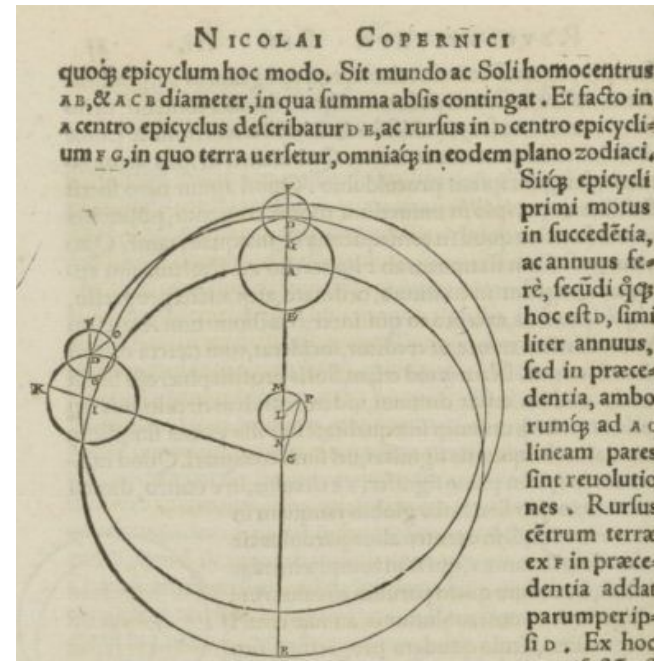 NICOLAI COPERNICI
quoq̃ epicyclum hoc modo. Sit mundo ac Soli homocentrus
AB, & ACB diameter, in qua summa absis contingat. Et facto in
A centro epicyclus describatur DE, ac rursus in D centro epicycli=
um FG, in quo terra uersetur, omniaq̃ in eodem plano zodiaci.
Sitq̃ epicycli
primi motus
in succedẽtia,
ac annuus fe=
rè, secũdi q̊q̃
hoc est D, simi
liter annuus,
sed in præce=
dentia, ambo
rumq̃ ad AC
lineam pares
sint reuolutio
nes. Rursus
cẽtrum terræ
ex F in præce=
dentia addat
parumper ip=
si D. Ex hoc
F
D
A
E
F
G
D
K
I
M
L
F
N
G
B